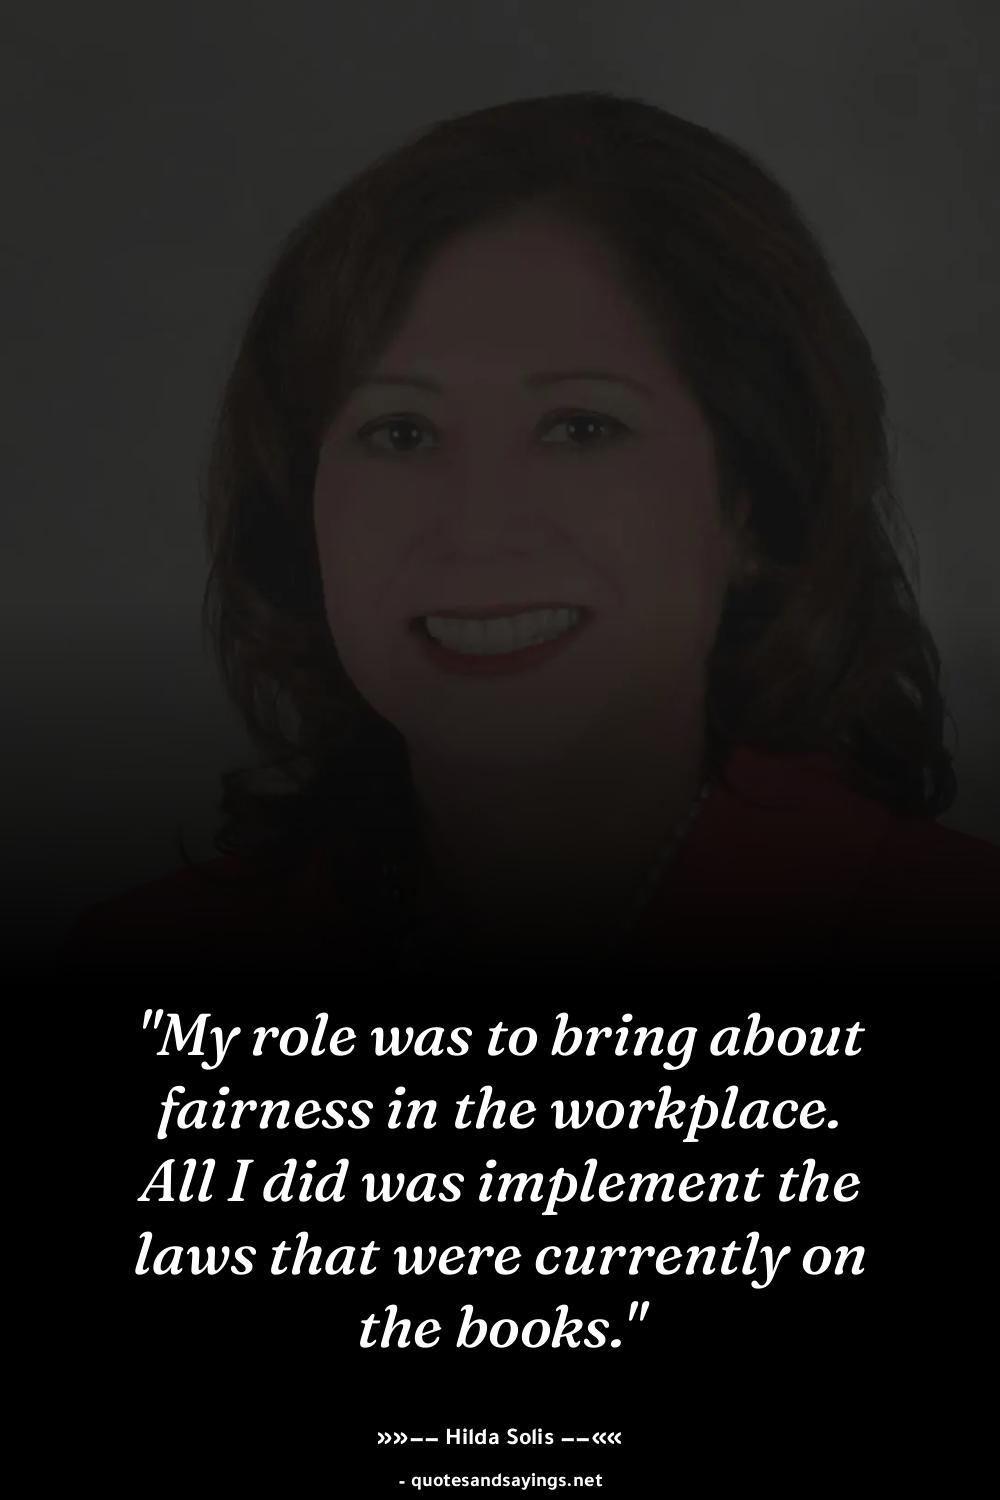 "My role was to bring about
fairness in the workplace.
All I did was implement the
laws that were currently on
the books."
»»−− Hilda Solis −−««
- quotesandsayings.net